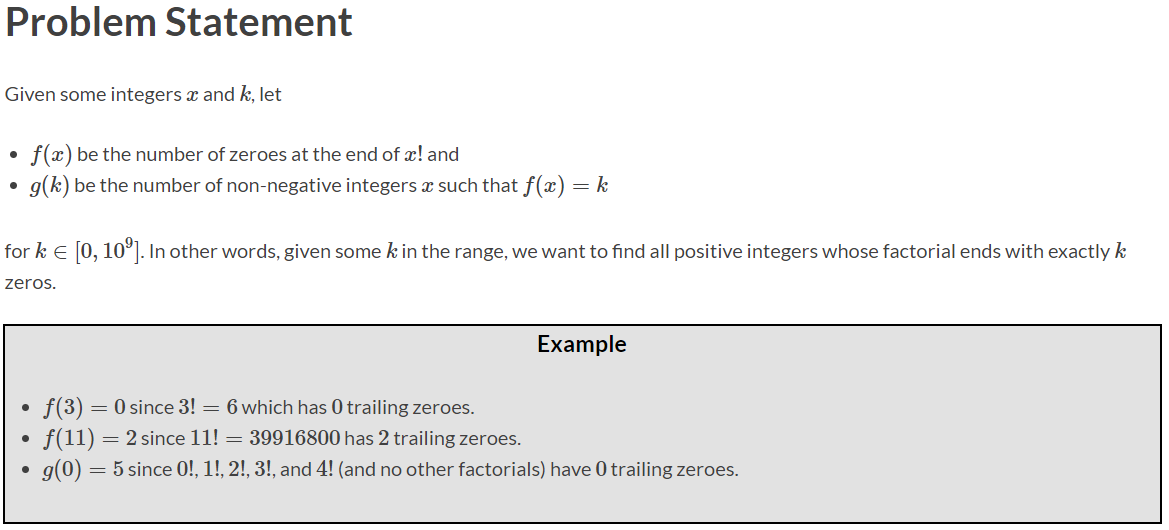 Problem Statement
Given some integers x and k, let
• f(x) be the number of zeroes at the end of x! and
• g(k) be the number of non-negative integers x such that f(x) = k
for k ∈ [0, 10⁹]. In other words, given some k in the range, we want to find all positive integers whose factorial ends with exactly k
zeros.
Example
• f(3) = 0 since 3! = 6 which has 0 trailing zeroes.
• f(11) = 2 since 11! = 39916800 has 2 trailing zeroes.
• g(0) = 5 since 0!, 1!, 2!, 3!, and 4! (and no other factorials) have 0 trailing zeroes.